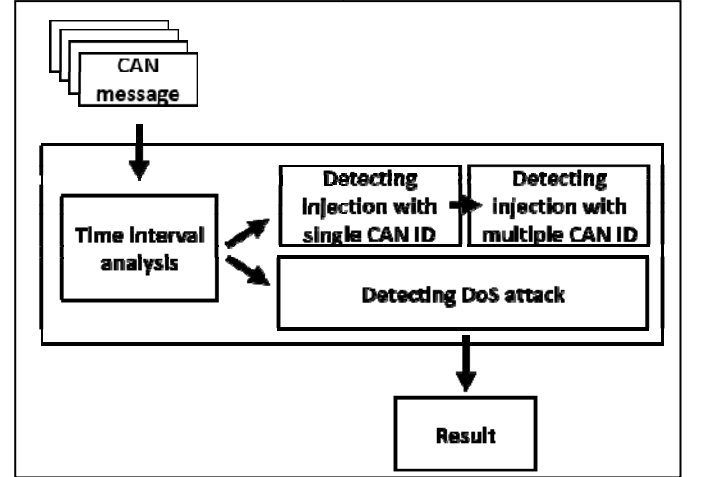 CAN
message
Detecting
injection with
single CAN ID
Detecting
injection with
multiple CAN ID
Time interval
analysis
Detecting DoS attack
Result